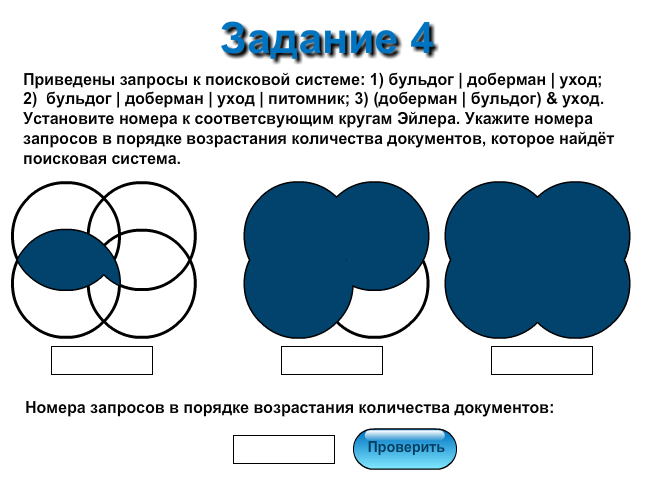 Задание 4
Приведены запросы к поисковой системе: 1) бульдог | доберман | уход;
2) бульдог | доберман | уход | питомник; 3) (доберман | бульдог) & уход.
Установите номера к соответсвующим кругам Эйлера. Укажите номера
запросов в порядке возрастания количества документов, которое найдёт
поисковая система.
Номера запросов в порядке возрастания количества документов:
Проверить